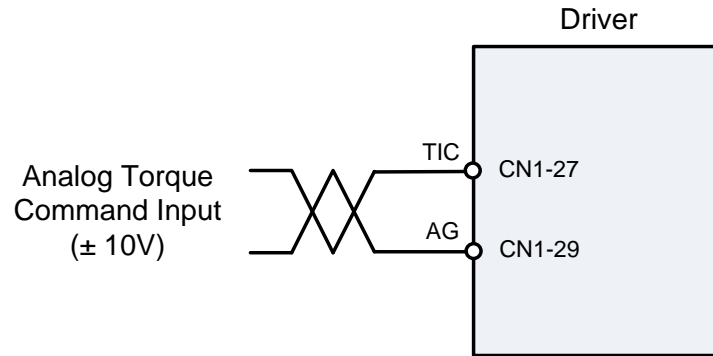 Driver
TIC
CN1-27
Analog Torque
Command Input
(± 10V)
AG
CN1-29